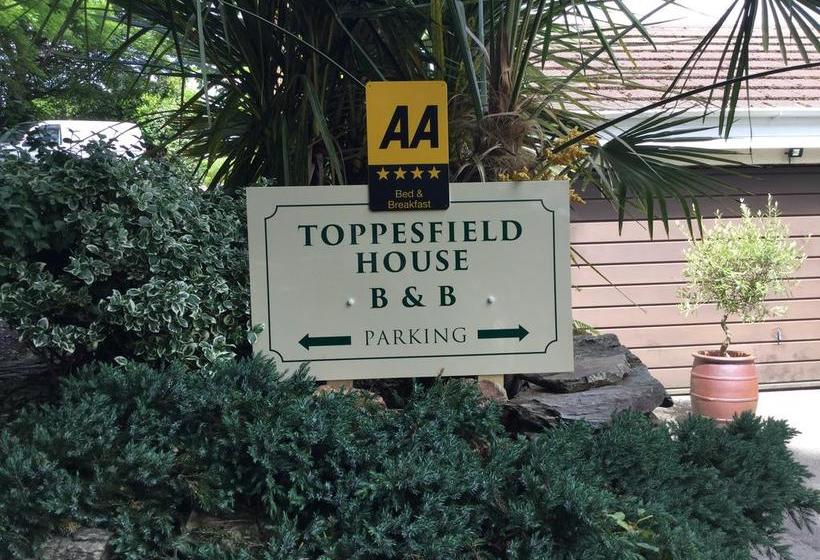 AA
★★★★
Bed &
Breakfast
TOPPESFIELD
HOUSE
B & B
PARKING